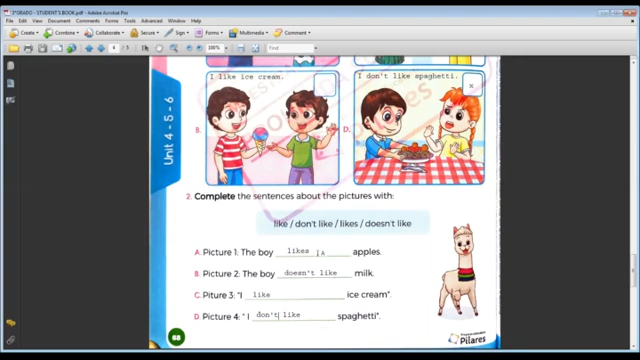 3°GRADO - STUDENT'S BOOK.pdf - Adobe Acrobat Pro
File Edit View Document Comments Forms Tools Advanced Window Help
Create Combine Collaborate Secure Sign Forms Multimedia Comment
100% Find
I like ice cream.
I don't like spaghetti.
x
B.
D.
Unit 4 - 5 - 6
2. Complete the sentences about the pictures with:
like / don't like / likes / doesn't like
A. Picture 1: The boy likes apples.
B. Picture 2: The boy doesn't like milk.
C. Piture 3: "I like ice cream".
D. Picture 4: " I don't like spaghetti".
68
Pilares